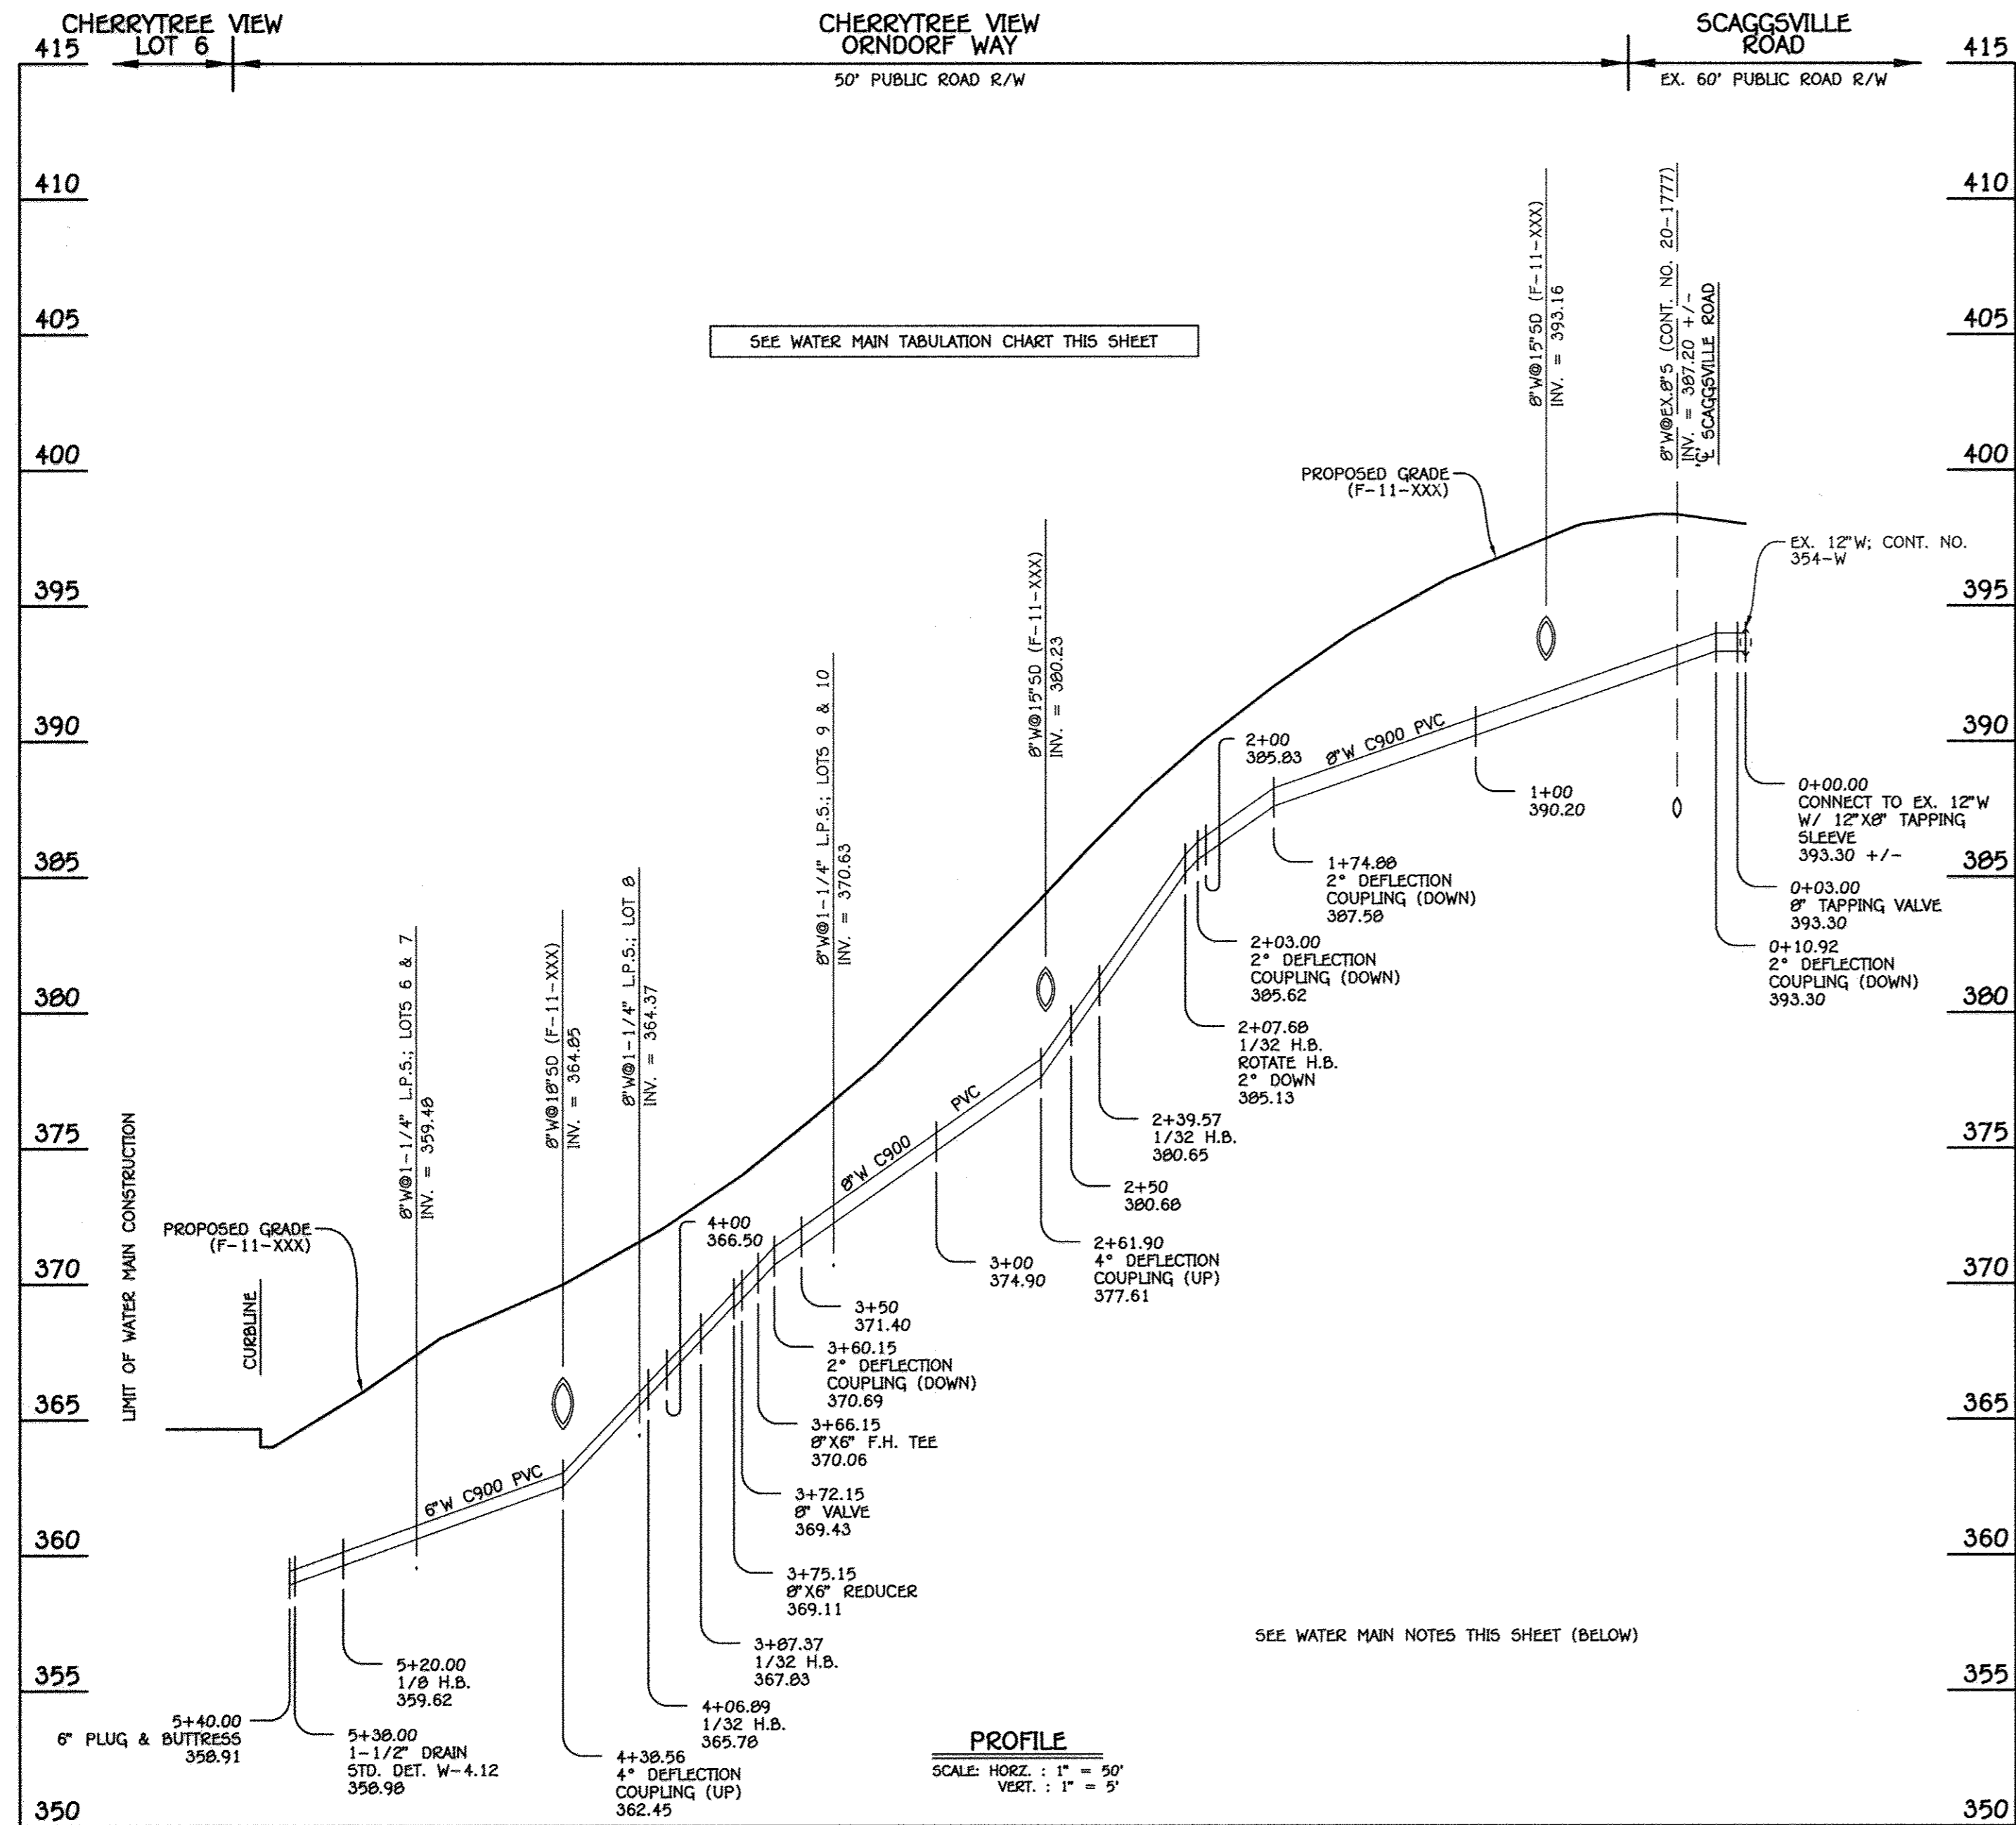 CHERRYTREE VIEW
LOT 6
CHERRYTREE VIEW
ORNDORF WAY
SCAGGSVILLE
ROAD
50' PUBLIC ROAD R/W
EX. 60' PUBLIC ROAD R/W
415
410
405
400
395
390
385
380
375
370
365
360
355
350
415
410
405
400
395
390
385
380
375
370
365
360
355
350
SEE WATER MAIN TABULATION CHART THIS SHEET
8"W@15"SD (F-11-XXX)
INV. = 393.16
8"W@EX.8"S (CONT. NO. 20-1777)
INV. = 387.20 +/-
℄ SCAGGSVILLE ROAD
PROPOSED GRADE
(F-11-XXX)
EX. 12"W; CONT. NO.
354-W
8"W@15"SD (F-11-XXX)
INV. = 380.23
8"W@1-1/4" L.P.S.; LOTS 9 & 10
INV. = 370.63
8"W@1-1/4" L.P.S.; LOT 8
INV. = 364.37
8"W@18"SD (F-11-XXX)
INV. = 364.85
8"W@1-1/4" L.P.S.; LOTS 6 & 7
INV. = 359.48
LIMIT OF WATER MAIN CONSTRUCTION
CURBLINE
PROPOSED GRADE
(F-11-XXX)
8"W C900 PVC
8"W C900 PVC
6"W C900 PVC
0+00.00
CONNECT TO EX. 12"W
W/ 12"X8" TAPPING
SLEEVE
393.30 +/-
0+03.00
8" TAPPING VALVE
393.30
0+10.92
2° DEFLECTION
COUPLING (DOWN)
393.30
1+00
390.20
1+74.88
2° DEFLECTION
COUPLING (DOWN)
387.58
2+00
385.83
2+03.00
2° DEFLECTION
COUPLING (DOWN)
385.62
2+07.68
1/32 H.B.
ROTATE H.B.
2° DOWN
385.13
2+39.57
1/32 H.B.
380.65
2+50
380.68
2+61.90
4° DEFLECTION
COUPLING (UP)
377.61
3+00
374.90
3+50
371.40
3+60.15
2° DEFLECTION
COUPLING (DOWN)
370.69
3+66.15
8"X6" F.H. TEE
370.06
3+72.15
8" VALVE
369.43
3+75.15
8"X6" REDUCER
369.11
3+87.37
1/32 H.B.
367.83
4+00
366.50
4+06.89
1/32 H.B.
365.78
4+38.56
4° DEFLECTION
COUPLING (UP)
362.45
5+20.00
1/8 H.B.
359.62
5+38.00
1-1/2" DRAIN
STD. DET. W-4.12
358.98
5+40.00
6" PLUG & BUTTRESS
358.91
SEE WATER MAIN NOTES THIS SHEET (BELOW)
PROFILE
SCALE: HORZ. : 1" = 50'
VERT. : 1" = 5'